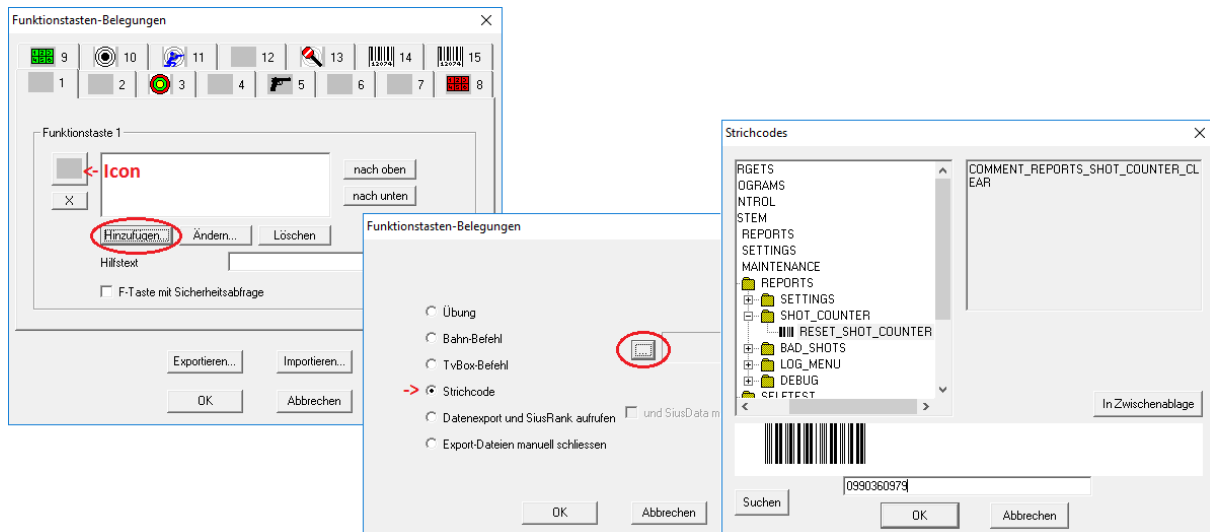 Funktionstasten-Belegungen
9 10 11 12 13 14 15
12074 12074
1 2 3 4 5 6 7 8
Funktionstaste 1
<- Icon
nach oben
X
nach unten
Hinzufügen... Ändern... Löschen
Hilfstext
F-Taste mit Sicherheitsabfrage
Exportieren... Importieren...
OK Abbrechen
Funktionstasten-Belegungen
Übung
Bahn-Befehl
...
TvBox-Befehl
-> Strichcode
Datenexport und SiusRank aufrufen und SiusData m
Export-Dateien manuell schliessen
OK Abbrechen
Strichcodes
RGETS
OGRAMS
NTROL
STEM
REPORTS
SETTINGS
MAINTENANCE
REPORTS
SETTINGS
SHOT_COUNTER
RESET_SHOT_COUNTER
BAD_SHOTS
LOG_MENU
DEBUG
SELFTEST
COMMENT_REPORTS_SHOT_COUNTER_CL
EAR
In Zwischenablage
0990360979
Suchen
OK Abbrechen